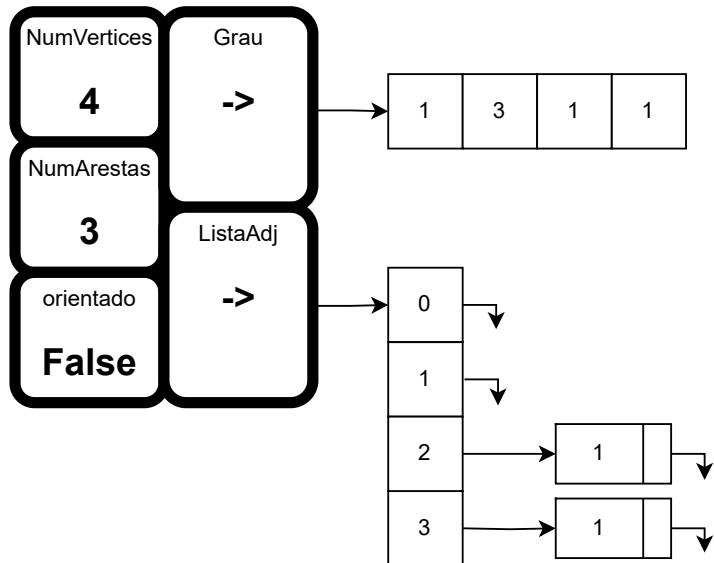 NumVertices
4
Grau
->
1 3 1 1
NumArestas
3
ListaAdj
->
orientado
False
0
1
2 1
3 1